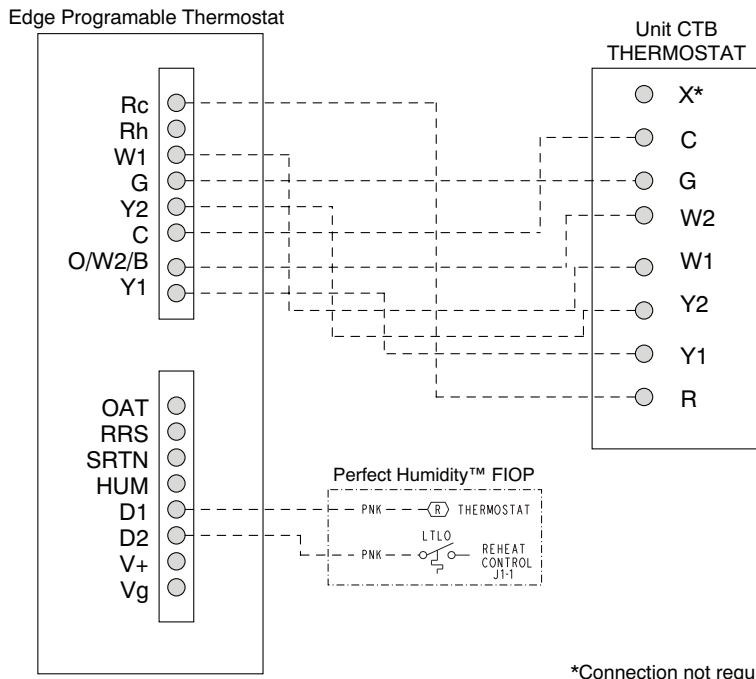 Edge Programable Thermostat
Rc
Rh
W1
G
Y2
C
O/W2/B
Y1
OAT
RRS
SRTN
HUM
D1
D2
V+
Vg
Unit CTB
THERMOSTAT
X*
C
G
W2
W1
Y2
Y1
R
Perfect Humidity™ FIOP
PNK R THERMOSTAT
LTLO
PNK REHEAT
CONTROL
J1-1
*Connection not requ